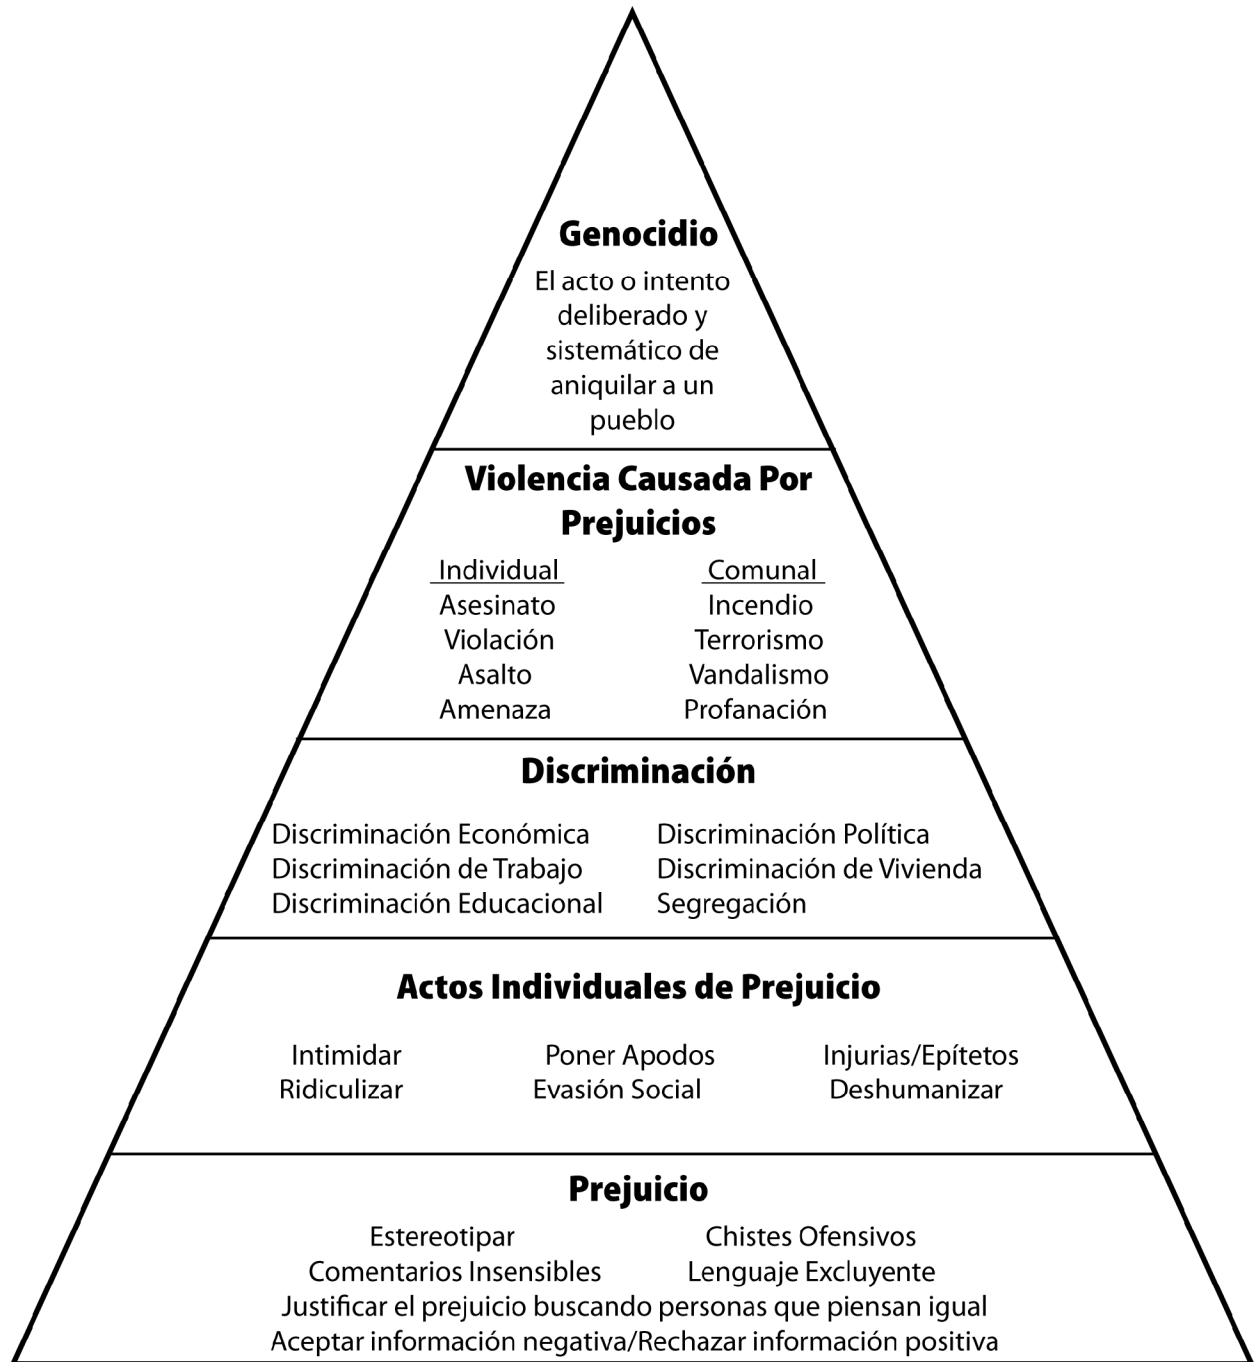 Genocidio
El acto o intento
deliberado y
sistemático de
aniquilar a un
pueblo
Violencia Causada Por
Prejuicios
Individual Comunal
Asesinato Incendio
Violación Terrorismo
Asalto Vandalismo
Amenaza Profanación
Discriminación
Discriminación Económica Discriminación Política
Discriminación de Trabajo Discriminación de Vivienda
Discriminación Educacional Segregación
Actos Individuales de Prejuicio
Intimidar Poner Apodos Injurias/Epítetos
Ridiculizar Evasión Social Deshumanizar
Prejuicio
Estereotipar Chistes Ofensivos
Comentarios Insensibles Lenguaje Excluyente
Justificar el prejuicio buscando personas que piensan igual
Aceptar información negativa/Rechazar información positiva